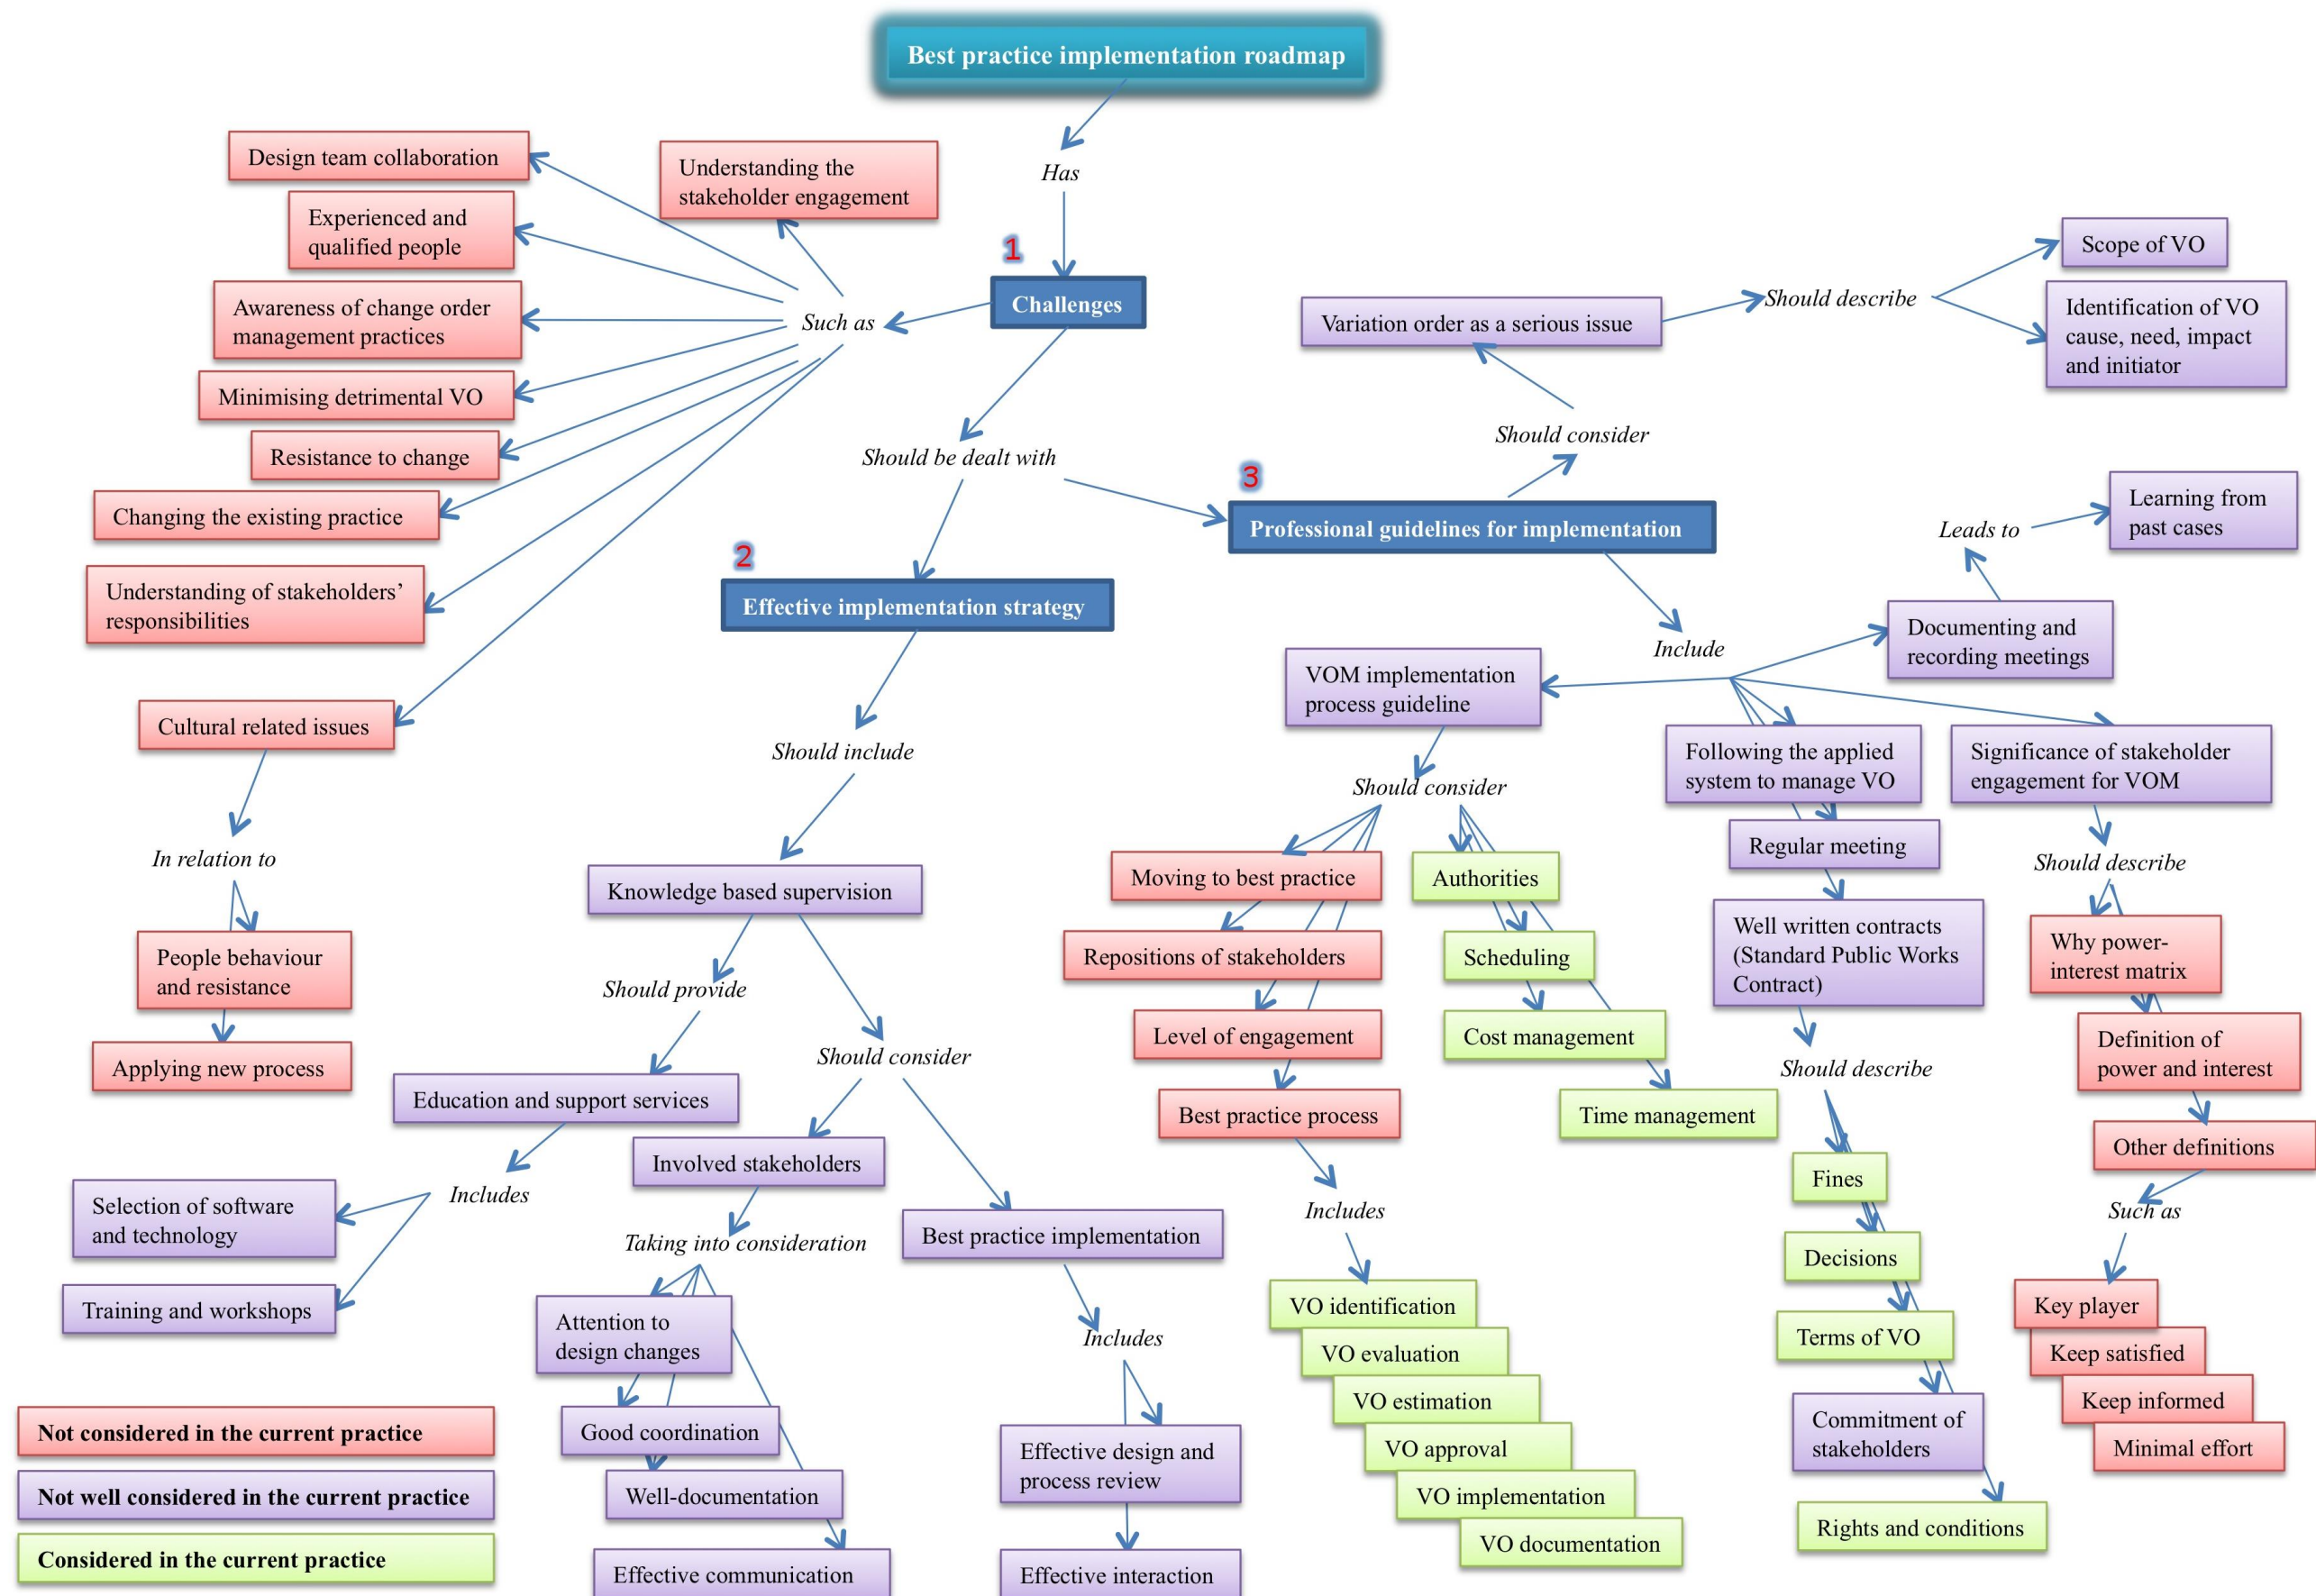 Best practice implementation roadmap
Has
1
Challenges
Such as
Understanding the
stakeholder engagement
Design team collaboration
Experienced and
qualified people
Awareness of change order
management practices
Minimising detrimental VO
Resistance to change
Changing the existing practice
Understanding of stakeholders’
responsibilities
Cultural related issues
In relation to
People behaviour
and resistance
Applying new process
Should be dealt with
2
Effective implementation strategy
Should include
Knowledge based supervision
Should provide
Education and support services
Includes
Selection of software
and technology
Training and workshops
Should consider
Involved stakeholders
Taking into consideration
Attention to
design changes
Good coordination
Well-documentation
Effective communication
Best practice implementation
Includes
Effective design and
process review
Effective interaction
3
Professional guidelines for implementation
Should consider
Variation order as a serious issue
Should describe
Scope of VO
Identification of VO
cause, need, impact
and initiator
Include
Documenting and
recording meetings
Leads to
Learning from
past cases
VOM implementation
process guideline
Should consider
Moving to best practice
Repositions of stakeholders
Level of engagement
Best practice process
Includes
VO identification
VO evaluation
VO estimation
VO approval
VO implementation
VO documentation
Authorities
Scheduling
Cost management
Time management
Following the applied
system to manage VO
Regular meeting
Well written contracts
(Standard Public Works
Contract)
Should describe
Fines
Decisions
Terms of VO
Commitment of
stakeholders
Rights and conditions
Significance of stakeholder
engagement for VOM
Should describe
Why power-
interest matrix
Definition of
power and interest
Other definitions
Such as
Key player
Keep satisfied
Keep informed
Minimal effort
Not considered in the current practice
Not well considered in the current practice
Considered in the current practice